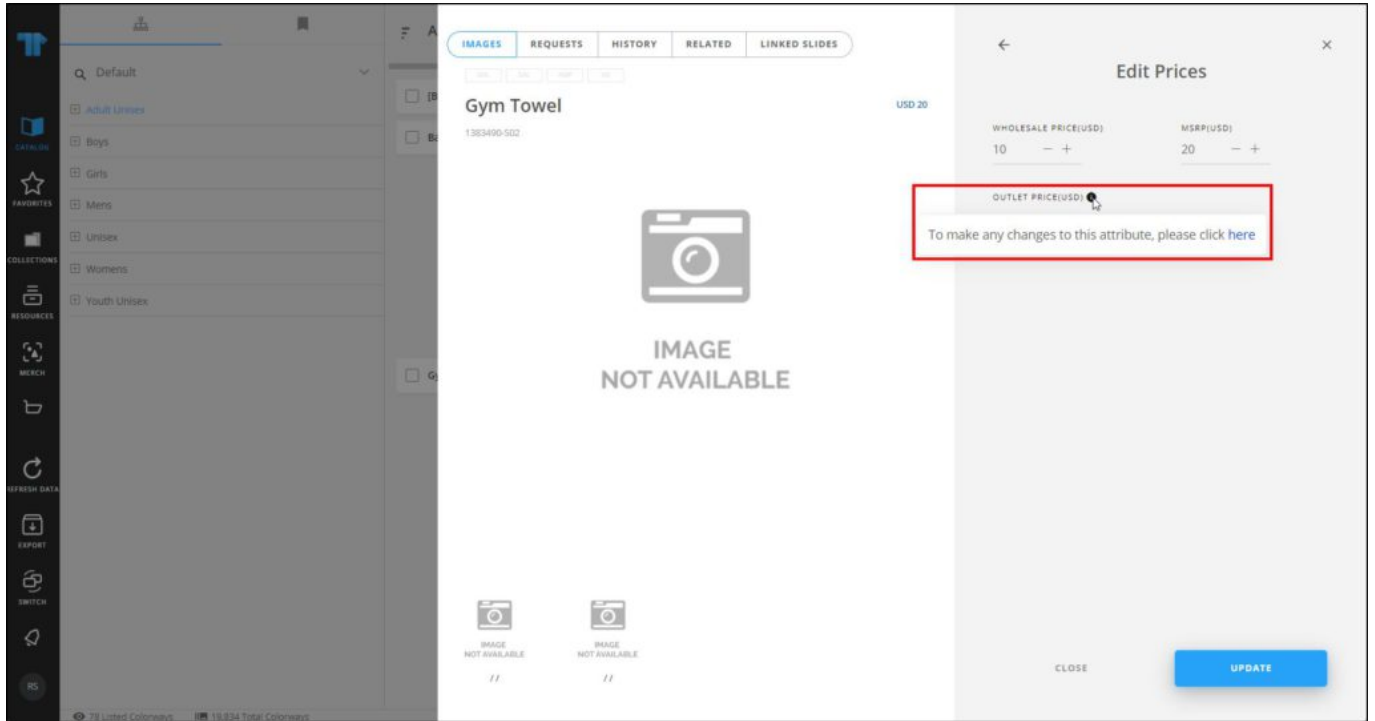 CATALOG
FAVORITES
COLLECTIONS
RESOURCES
MERCH
REFRESH DATA
EXPORT
SWITCH
RS
Default
Adult Unisex
Boys
Girls
Mens
Unisex
Womens
Youth Unisex
78 Listed Colorways 19,834 Total Colorways
A
[B
Ba
Gy
IMAGES REQUESTS HISTORY RELATED LINKED SLIDES
Gym Towel USD 20
1383490-502
IMAGE
NOT AVAILABLE
IMAGE
NOT AVAILABLE
//
IMAGE
NOT AVAILABLE
//
Edit Prices
WHOLESALE PRICE(USD) MSRP(USD)
10 − + 20 − +
OUTLET PRICE(USD)
To make any changes to this attribute, please click here
CLOSE UPDATE